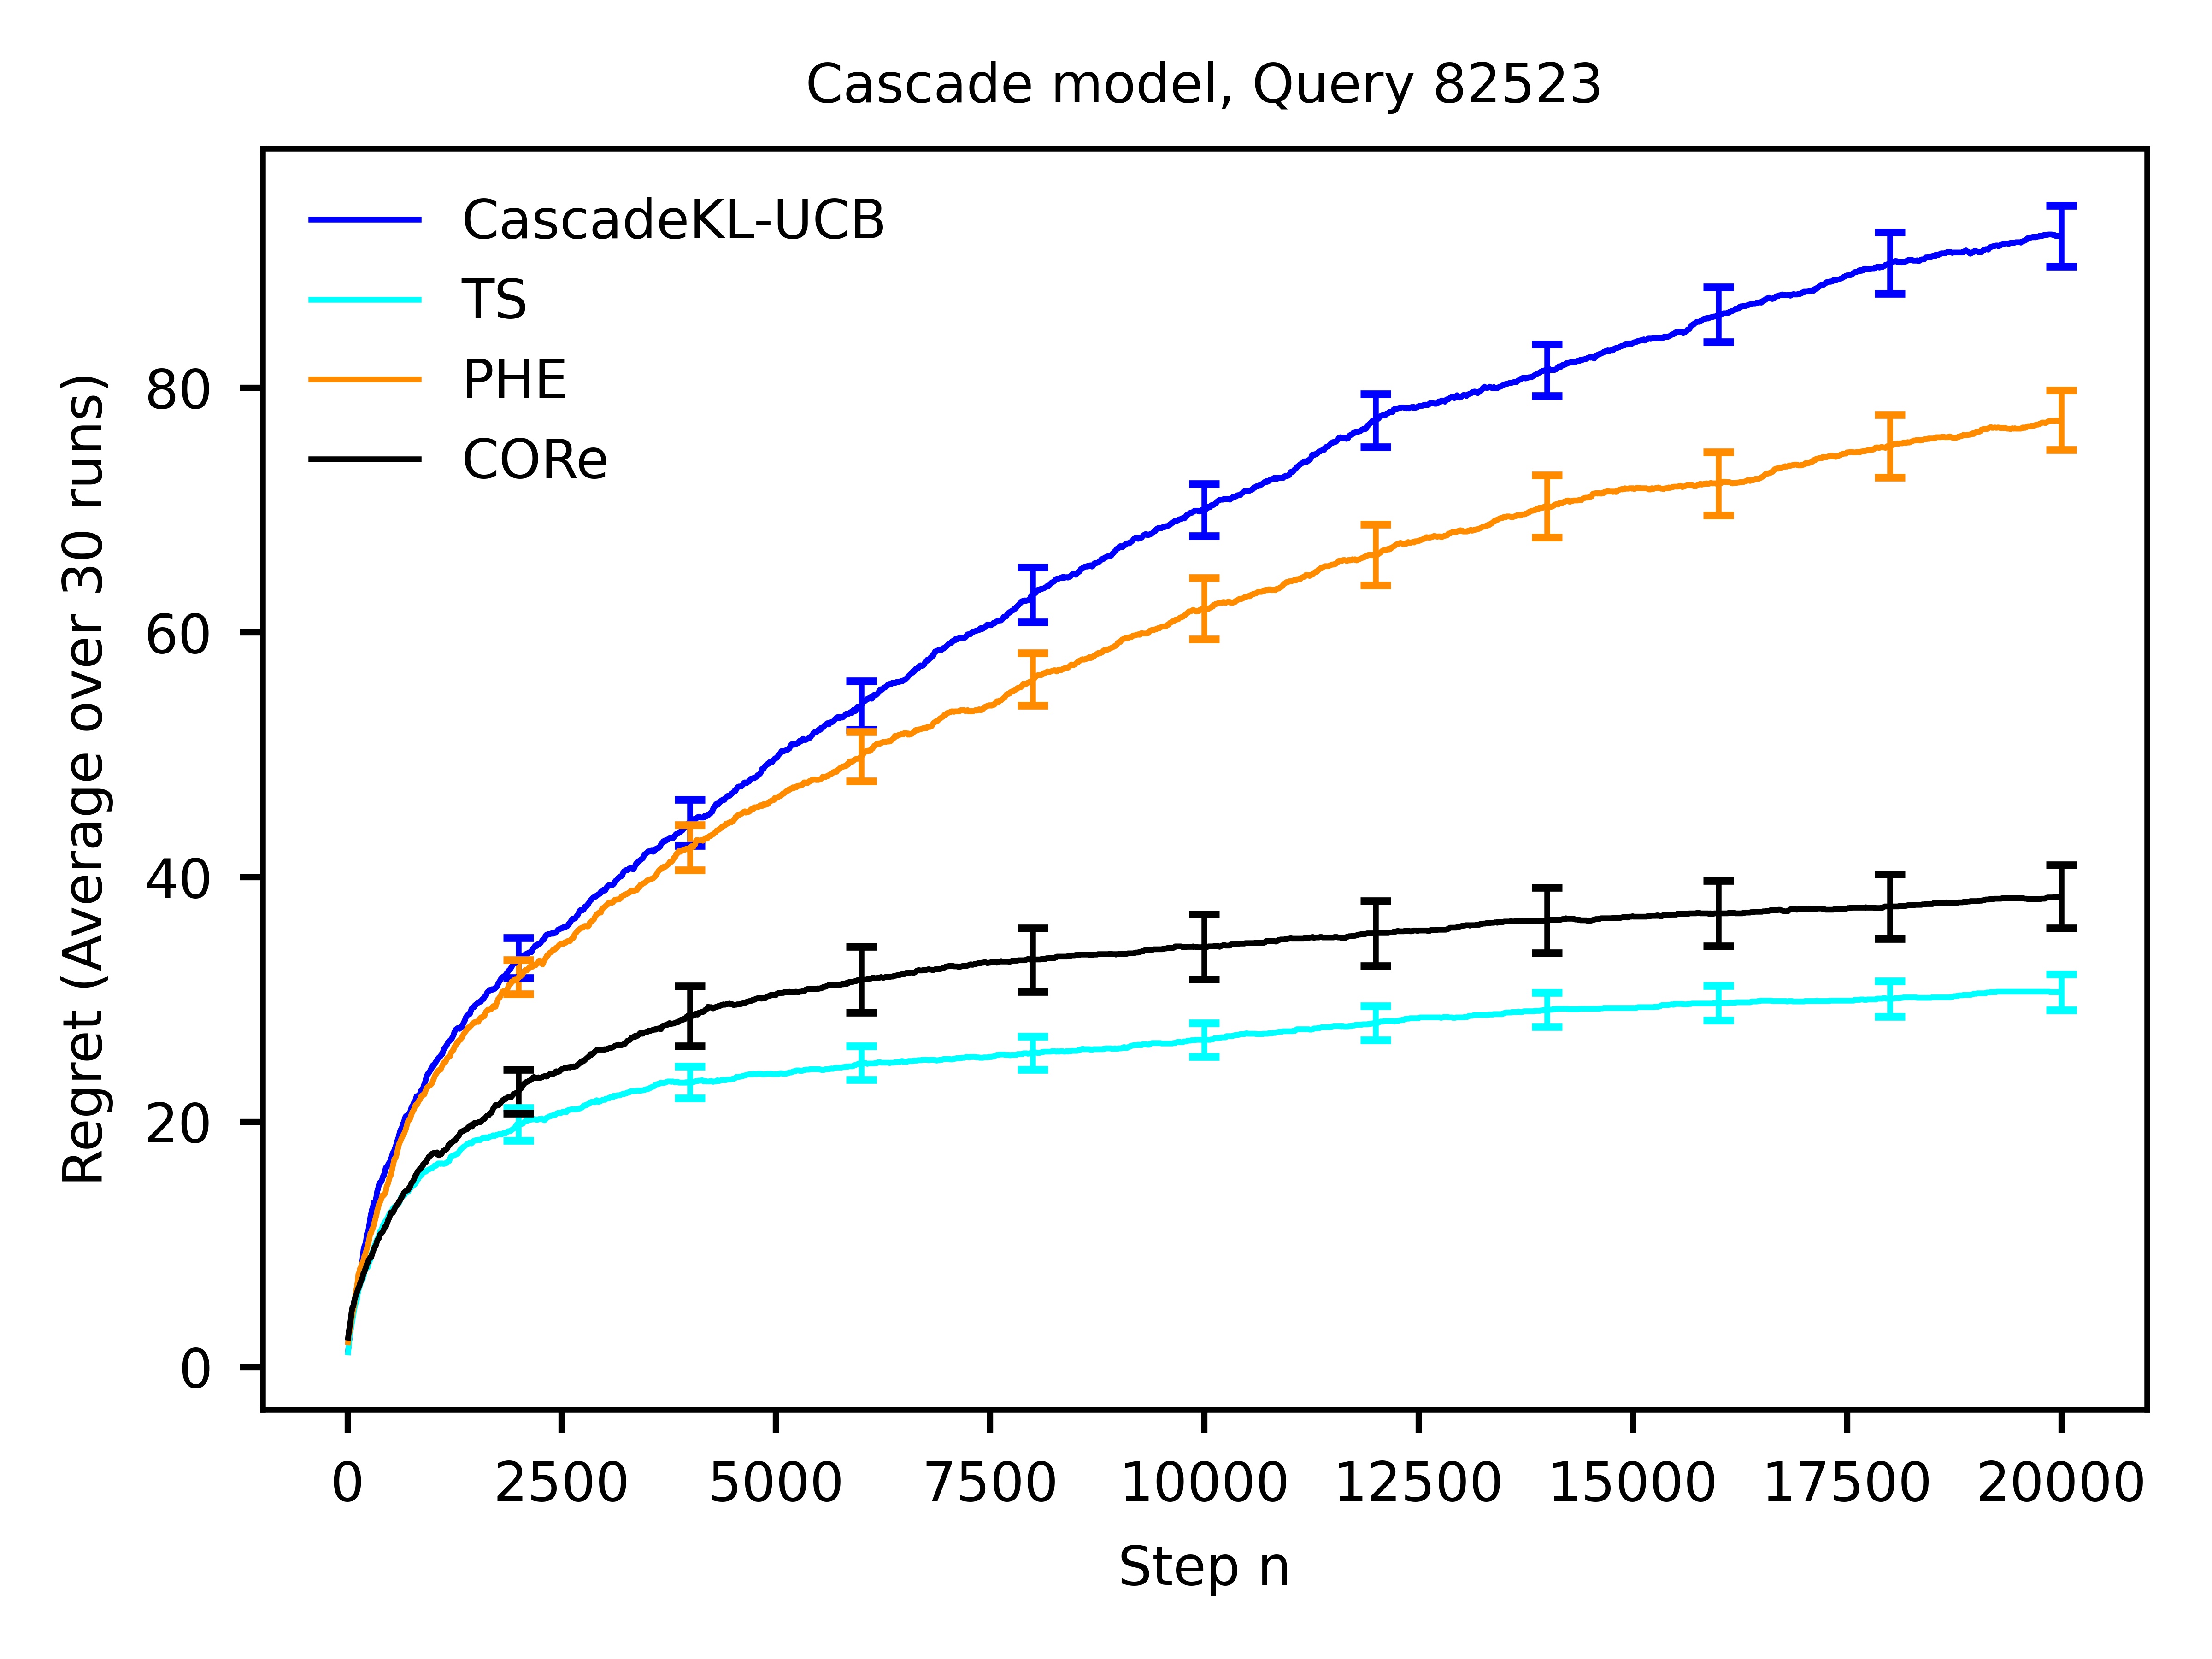 Cascade model, Query 82523
CascadeKL-UCB
TS
PHE
CORe
Regret (Average over 30 runs)
80
60
40
20
0
0 2500 5000 7500 10000 12500 15000 17500 20000
Step n